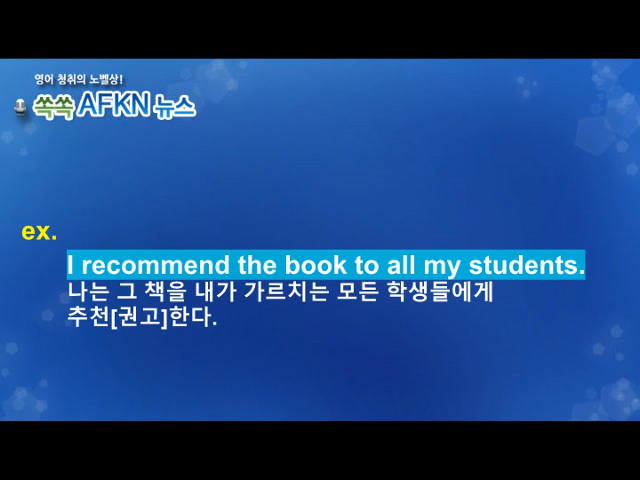 영어 청취의 노벨상!
쏙쏙 AFKN 뉴스
ex.
I recommend the book to all my students.
나는 그 책을 내가 가르치는 모든 학생들에게
추천[권고]한다.